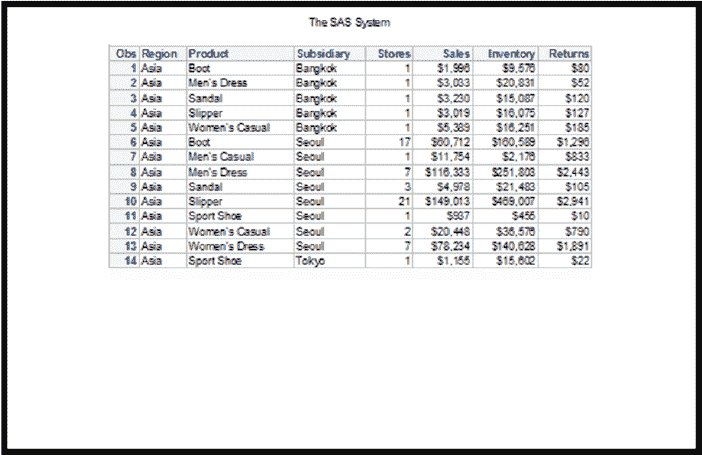 The SAS System
Obs Region Product Subsidiary Stores Sales Inventory Returns
1 Asia Boot Bangkok 1 $1,996 $9,576 $80
2 Asia Men's Dress Bangkok 1 $3,033 $20,831 $52
3 Asia Sandal Bangkok 1 $3,230 $15,087 $120
4 Asia Slipper Bangkok 1 $3,019 $16,075 $127
5 Asia Women's Casual Bangkok 1 $5,389 $16,251 $185
6 Asia Boot Seoul 17 $60,712 $160,589 $1,296
7 Asia Men's Casual Seoul 1 $11,754 $2,176 $833
8 Asia Men's Dress Seoul 7 $116,333 $251,803 $2,443
9 Asia Sandal Seoul 3 $4,978 $21,483 $105
10 Asia Slipper Seoul 21 $149,013 $469,007 $2,941
11 Asia Sport Shoe Seoul 1 $937 $455 $10
12 Asia Women's Casual Seoul 2 $20,448 $36,576 $790
13 Asia Women's Dress Seoul 7 $78,234 $140,628 $1,891
14 Asia Sport Shoe Tokyo 1 $1,155 $15,602 $22